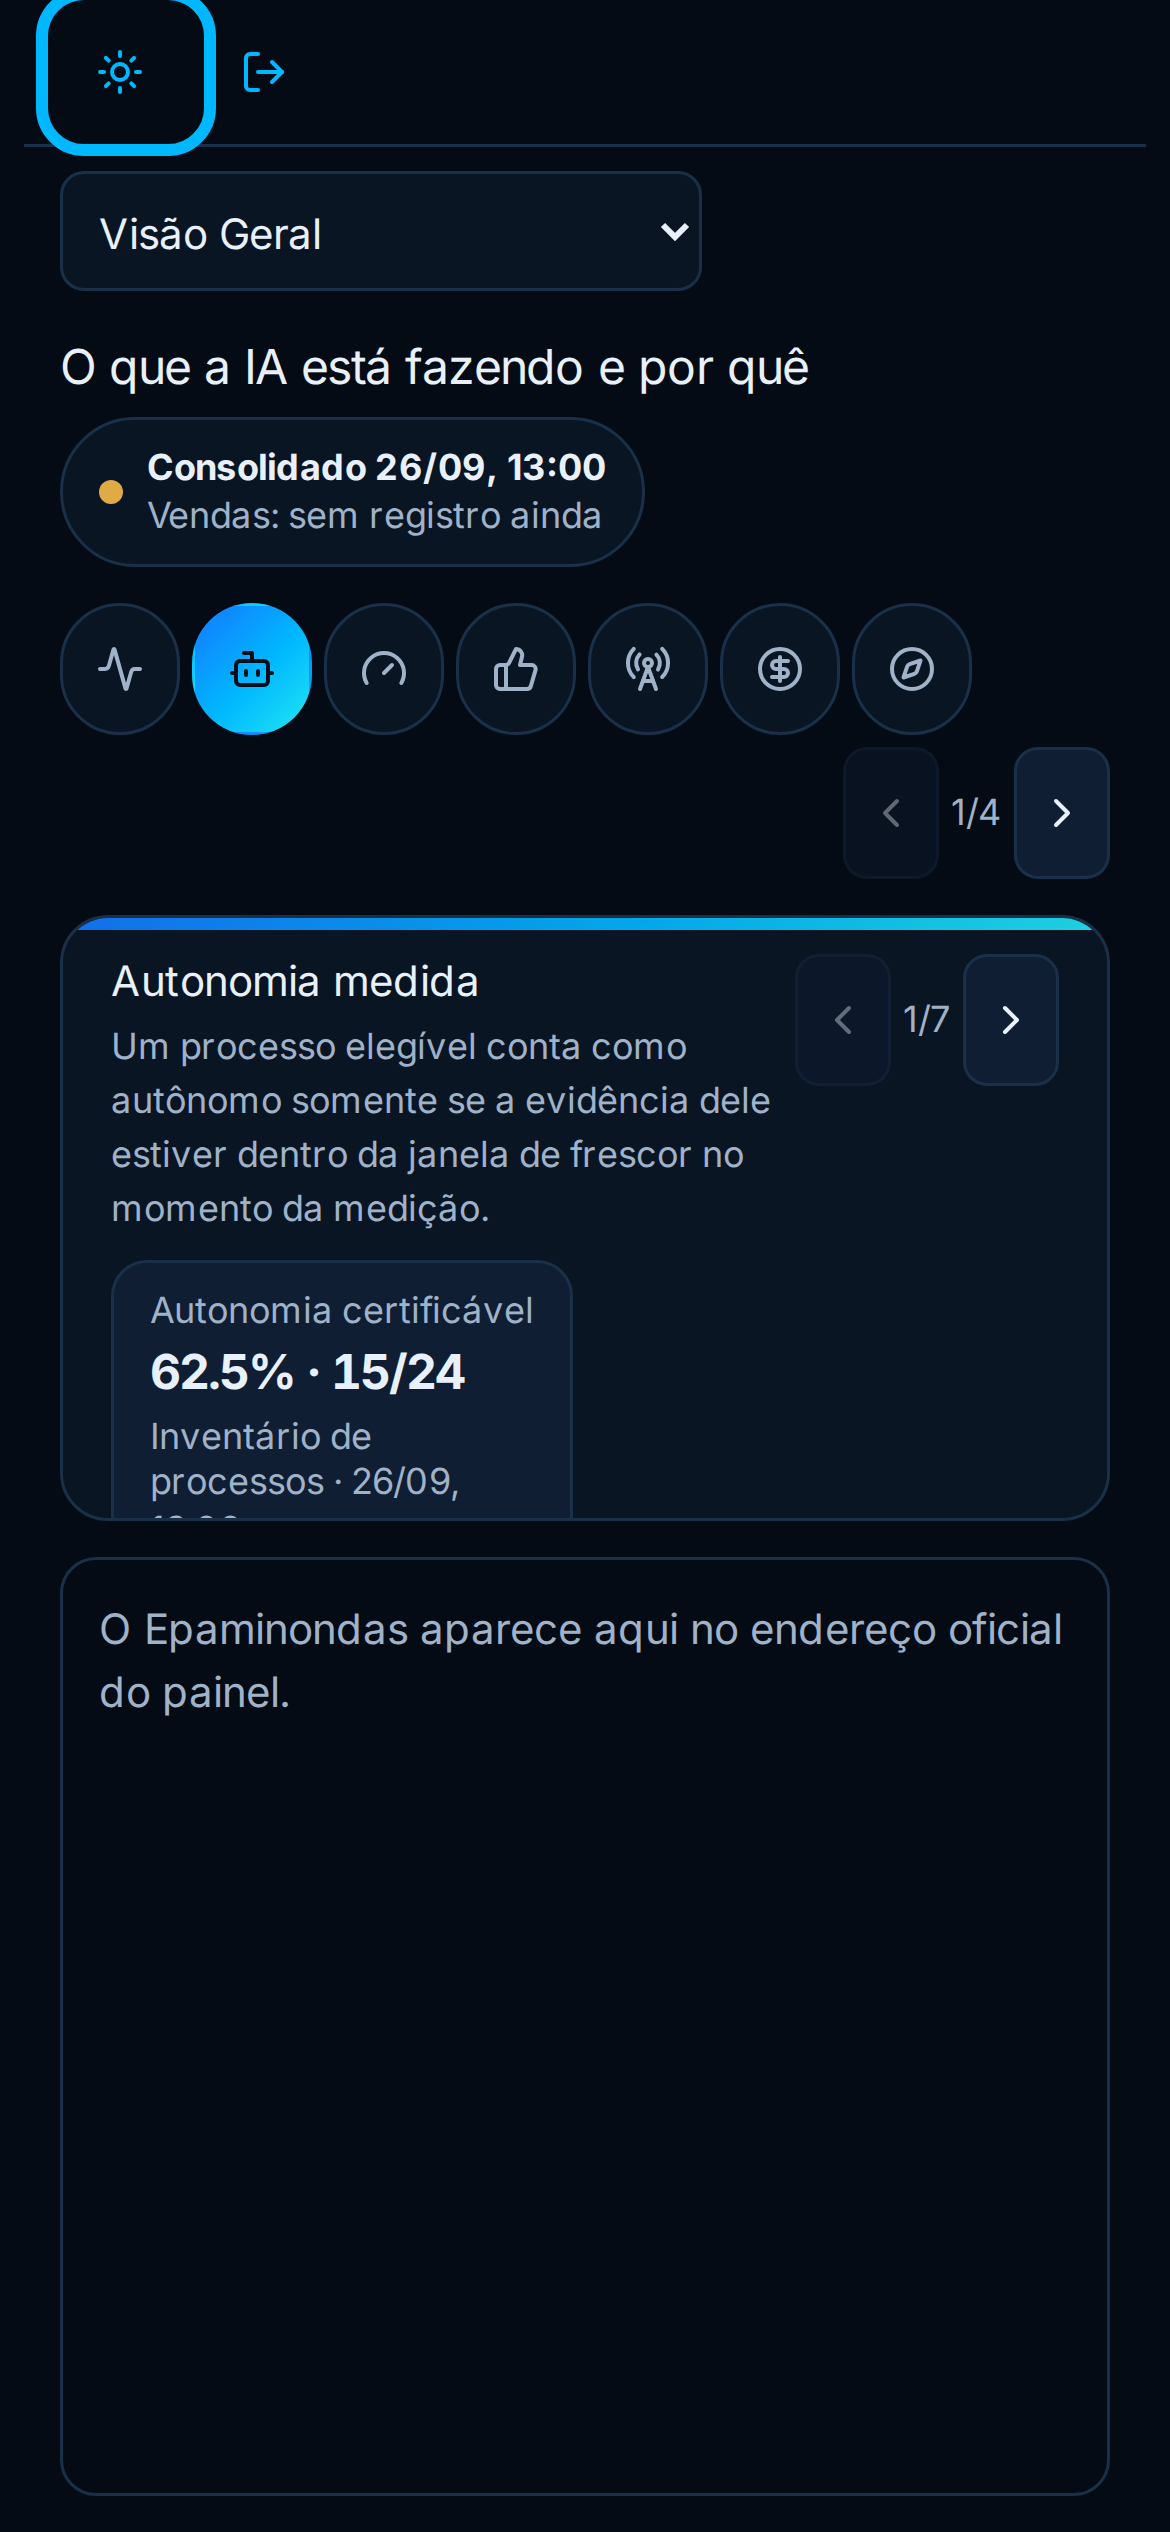 Visão Geral
O que a IA está fazendo e por quê
Consolidado 26/09, 13:00
Vendas: sem registro ainda
1/4
Autonomia medida
1/7
Um processo elegível conta como
autônomo somente se a evidência dele
estiver dentro da janela de frescor no
momento da medição.
Autonomia certificável
62.5% · 15/24
Inventário de
processos · 26/09,
O Epaminondas aparece aqui no endereço oficial
do painel.